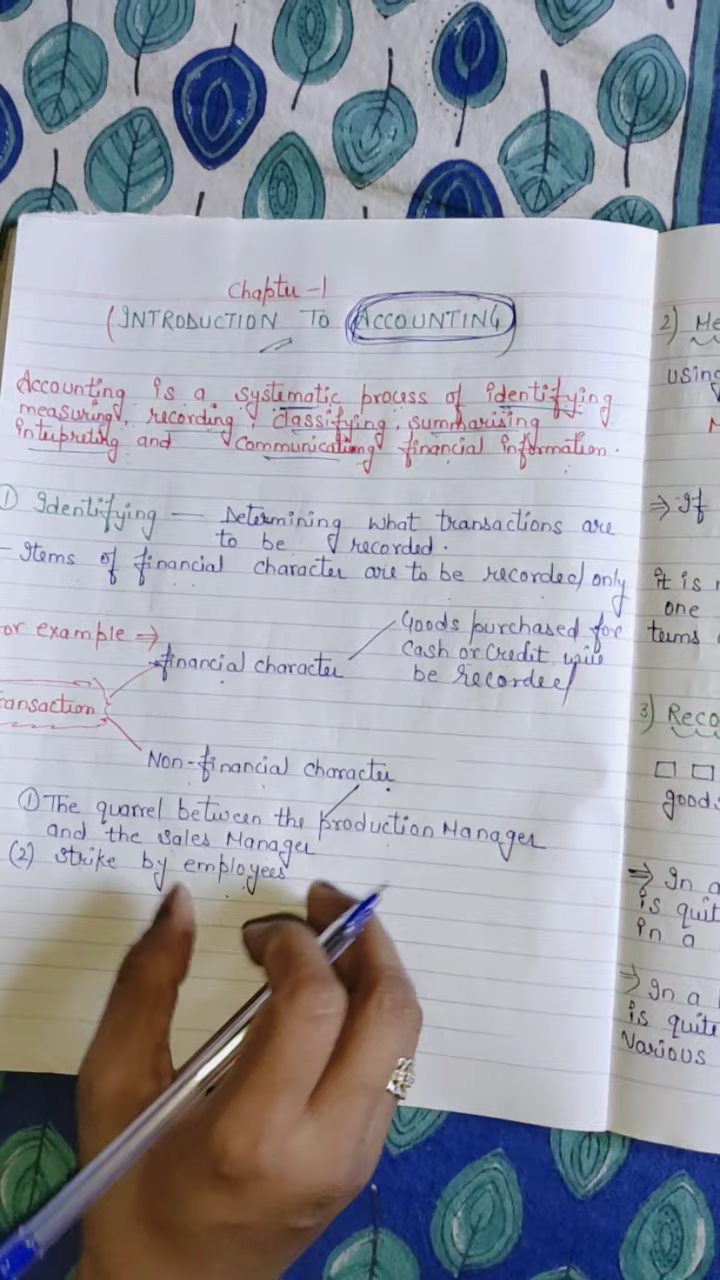 Chapter -1
(INTRODUCTION TO ACCOUNTING)
Accounting is a systematic process of identifying
measuring, recording, classifying, summarising
interpreting and communicating financial information.
① Identifying — Determining what transactions are
to be recorded.
- Items of financial character are to be recorded only
or example ⇒
Goods purchased for
cash or credit will
be recorded
financial character
ansaction
Non-financial character
① The quarrel between the production Manager
and the Sales Manager
(2) Strike by employees
2) Me
using
⇒ If
it is
one
terms
3) Reco
goods
⇒ In a
is quit
in a
⇒ In a
is quite
Various